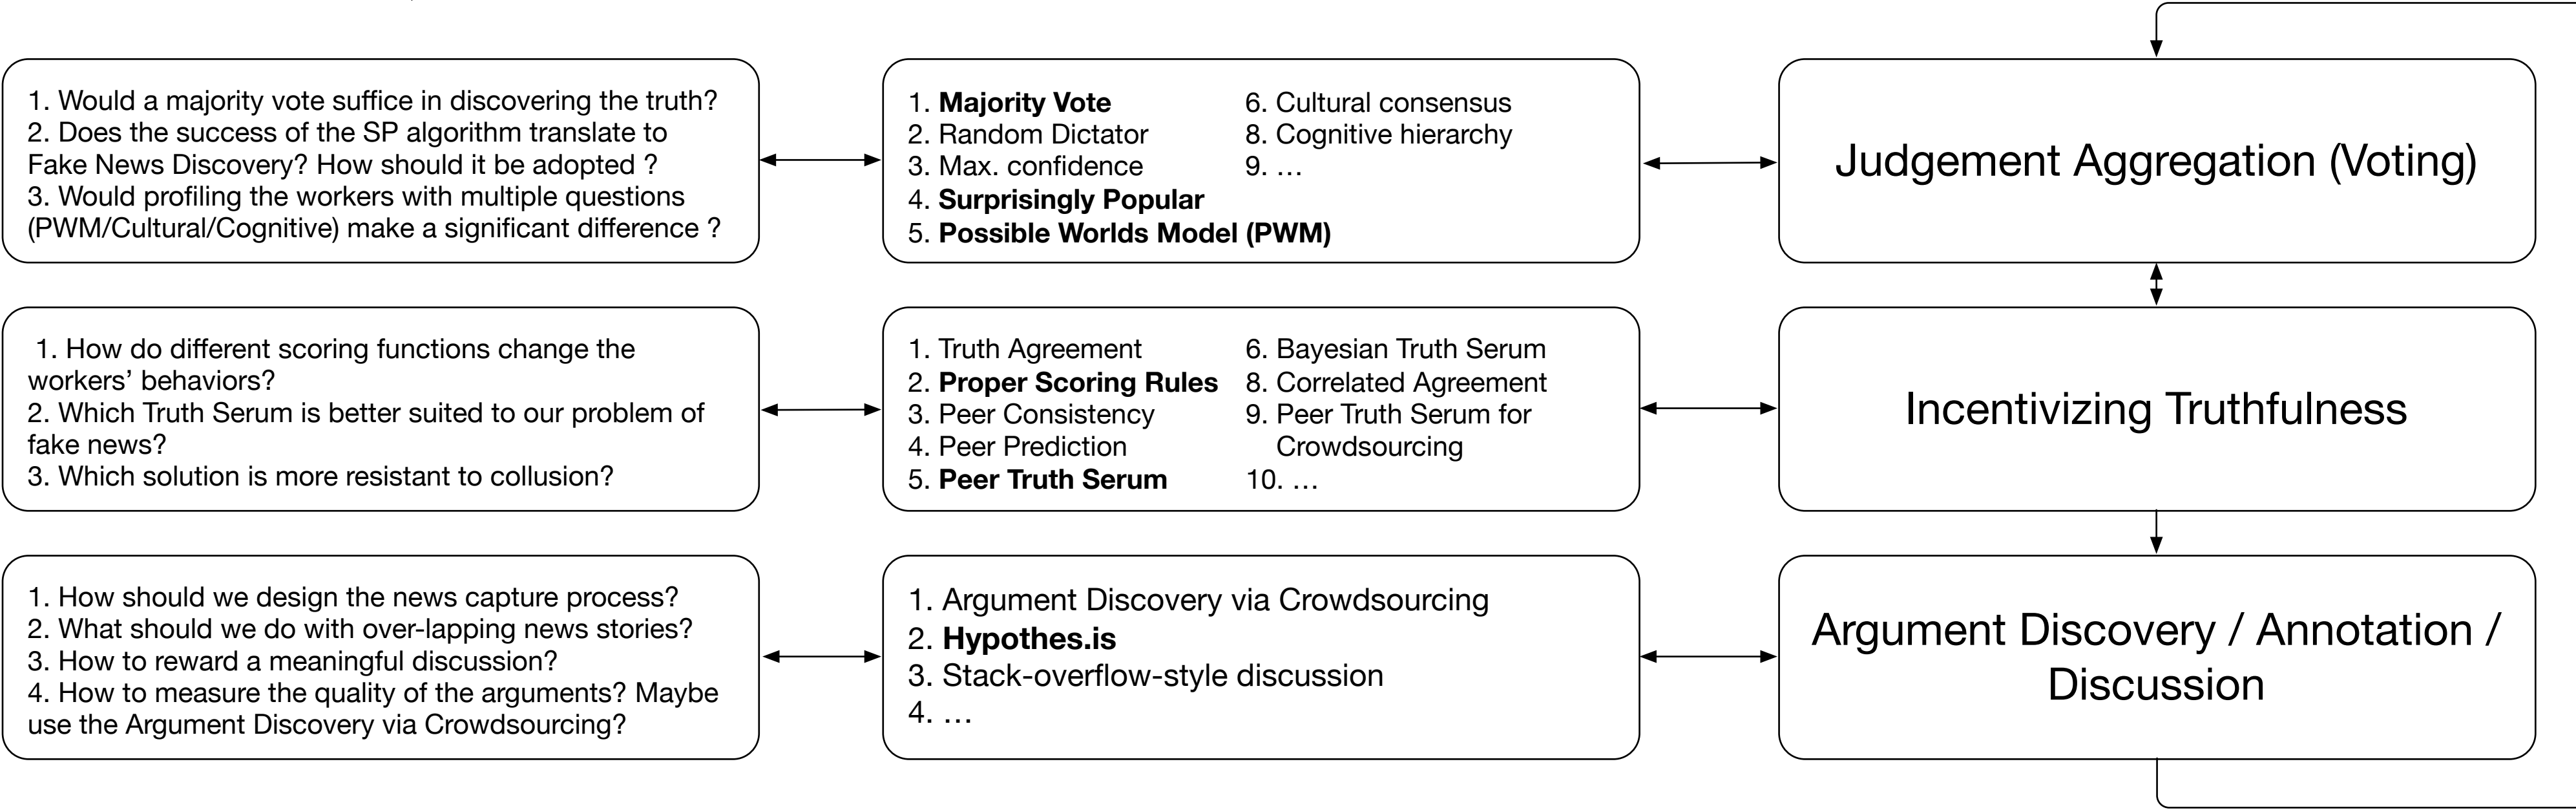 1. Would a majority vote suffice in discovering the truth?
2. Does the success of the SP algorithm translate to
Fake News Discovery? How should it be adopted ?
3. Would profiling the workers with multiple questions
(PWM/Cultural/Cognitive) make a significant difference ?
1. Majority Vote
2. Random Dictator
3. Max. confidence
4. Surprisingly Popular
5. Possible Worlds Model (PWM)
6. Cultural consensus
8. Cognitive hierarchy
9. …
Judgement Aggregation (Voting)
1. How do different scoring functions change the
workers’ behaviors?
2. Which Truth Serum is better suited to our problem of
fake news?
3. Which solution is more resistant to collusion?
1. Truth Agreement
2. Proper Scoring Rules
3. Peer Consistency
4. Peer Prediction
5. Peer Truth Serum
6. Bayesian Truth Serum
8. Correlated Agreement
9. Peer Truth Serum for
Crowdsourcing
10. …
Incentivizing Truthfulness
1. How should we design the news capture process?
2. What should we do with over-lapping news stories?
3. How to reward a meaningful discussion?
4. How to measure the quality of the arguments? Maybe
use the Argument Discovery via Crowdsourcing?
1. Argument Discovery via Crowdsourcing
2. Hypothes.is
3. Stack-overflow-style discussion
4. …
Argument Discovery / Annotation /
Discussion